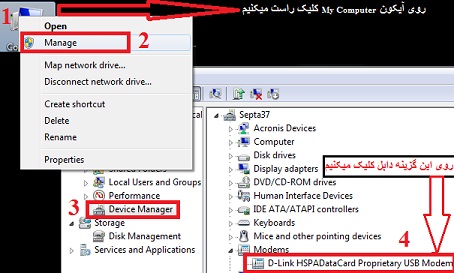 1
روی آیکون My Computer کلیک راست میکنیم
Open
Manage
2
Map network drive...
Disconnect network drive...
Create shortcut
Delete
Rename
Properties
Local Users and Groups
Performance
3
Device Manager
Storage
Disk Management
Services and Applications
Septa37
Acronis Devices
Computer
Disk drives
Display adapters
روی این گزینه دابل کلیک میکنیم
DVD/CD-ROM drives
Human Interface Devices
IDE ATA/ATAPI controllers
Keyboards
Mice and other pointing devices
4
Modems
D-Link HSPADataCard Proprietary USB Modem